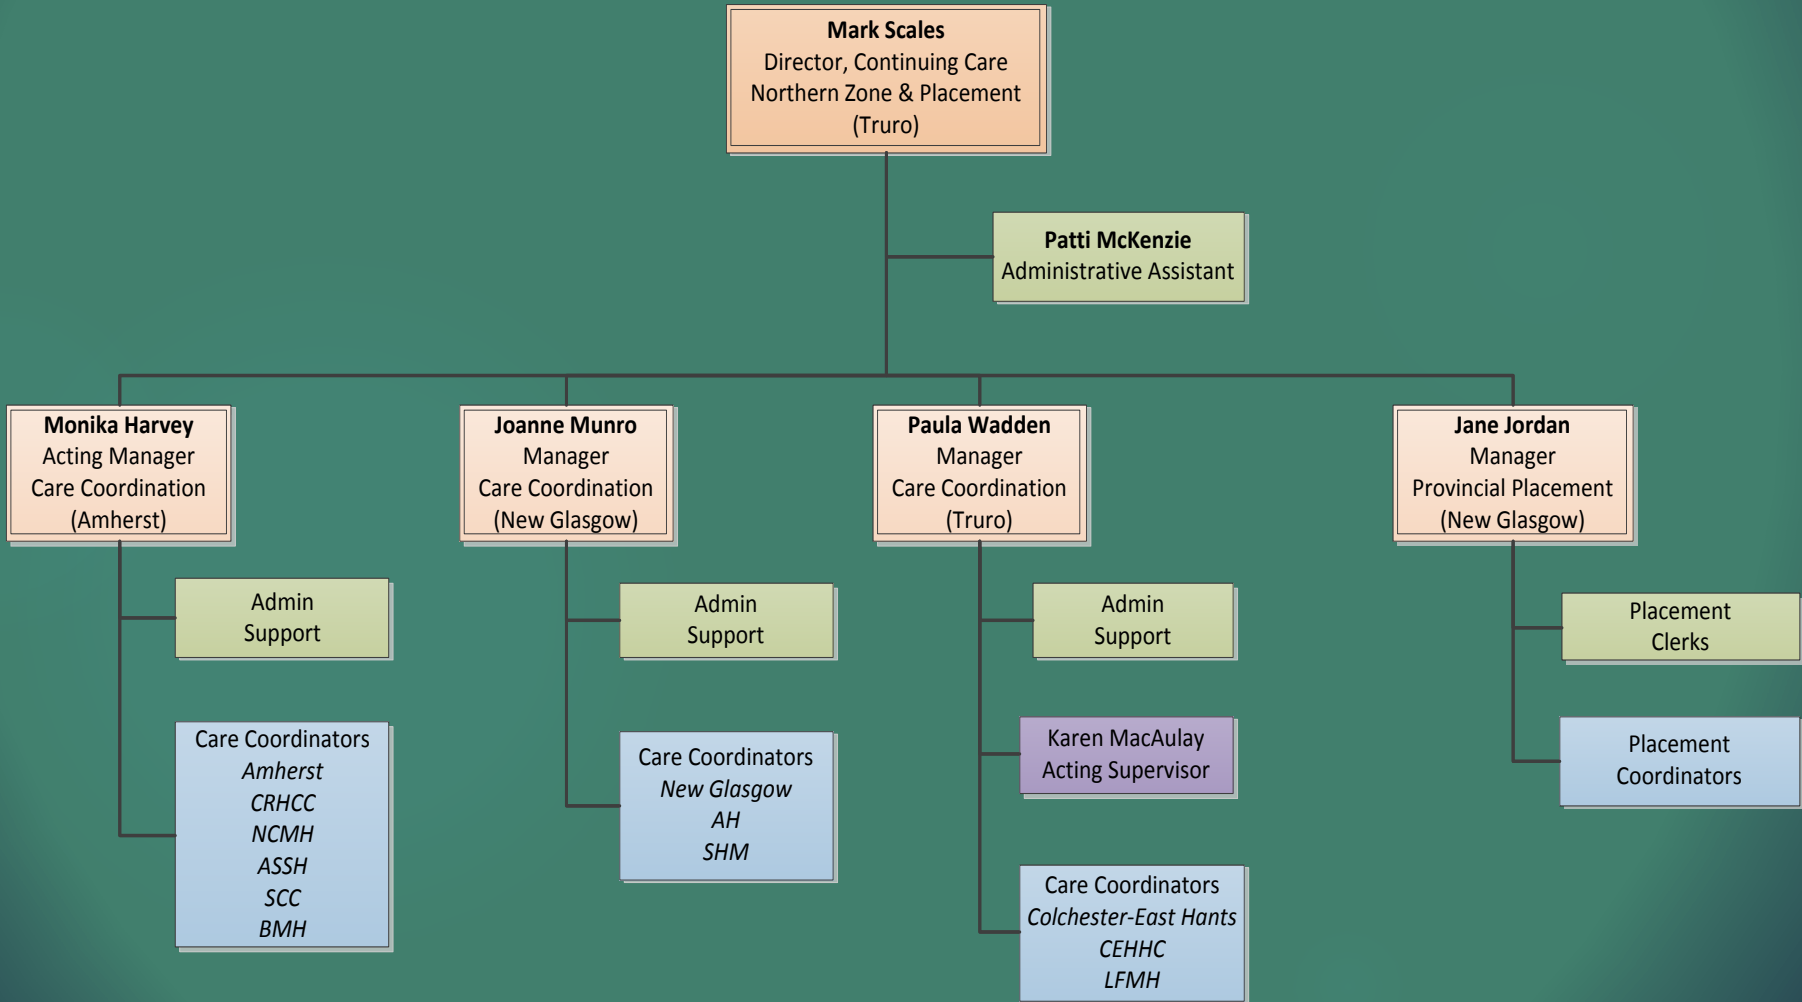 Mark Scales
Director, Continuing Care
Northern Zone & Placement
(Truro)
Patti McKenzie
Administrative Assistant
Monika Harvey
Acting Manager
Care Coordination
(Amherst)
Joanne Munro
Manager
Care Coordination
(New Glasgow)
Paula Wadden
Manager
Care Coordination
(Truro)
Jane Jordan
Manager
Provincial Placement
(New Glasgow)
Admin
Support
Admin
Support
Admin
Support
Placement
Clerks
Care Coordinators
Amherst
CRHCC
NCMH
ASSH
SCC
BMH
Care Coordinators
New Glasgow
AH
SHM
Karen MacAulay
Acting Supervisor
Placement
Coordinators
Care Coordinators
Colchester-East Hants
CEHHC
LFMH